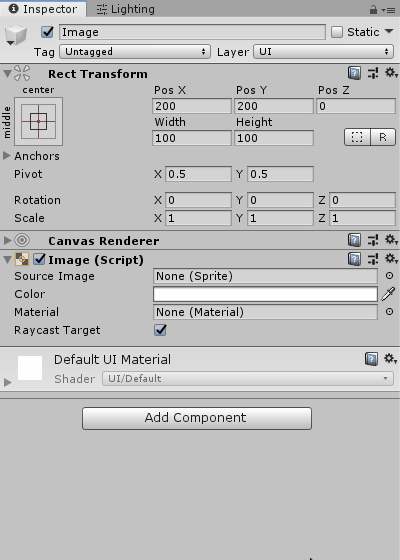 Inspector Lighting
Image Static
Tag Untagged Layer UI
Rect Transform
center Pos X Pos Y Pos Z
middle 200 200 0
Width Height
100 100 R
Anchors
Pivot X 0.5 Y 0.5
Rotation X 0 Y 0 Z 0
Scale X 1 Y 1 Z 1
Canvas Renderer
Image (Script)
Source Image None (Sprite)
Color
Material None (Material)
Raycast Target
Default UI Material
Shader UI/Default
Add Component